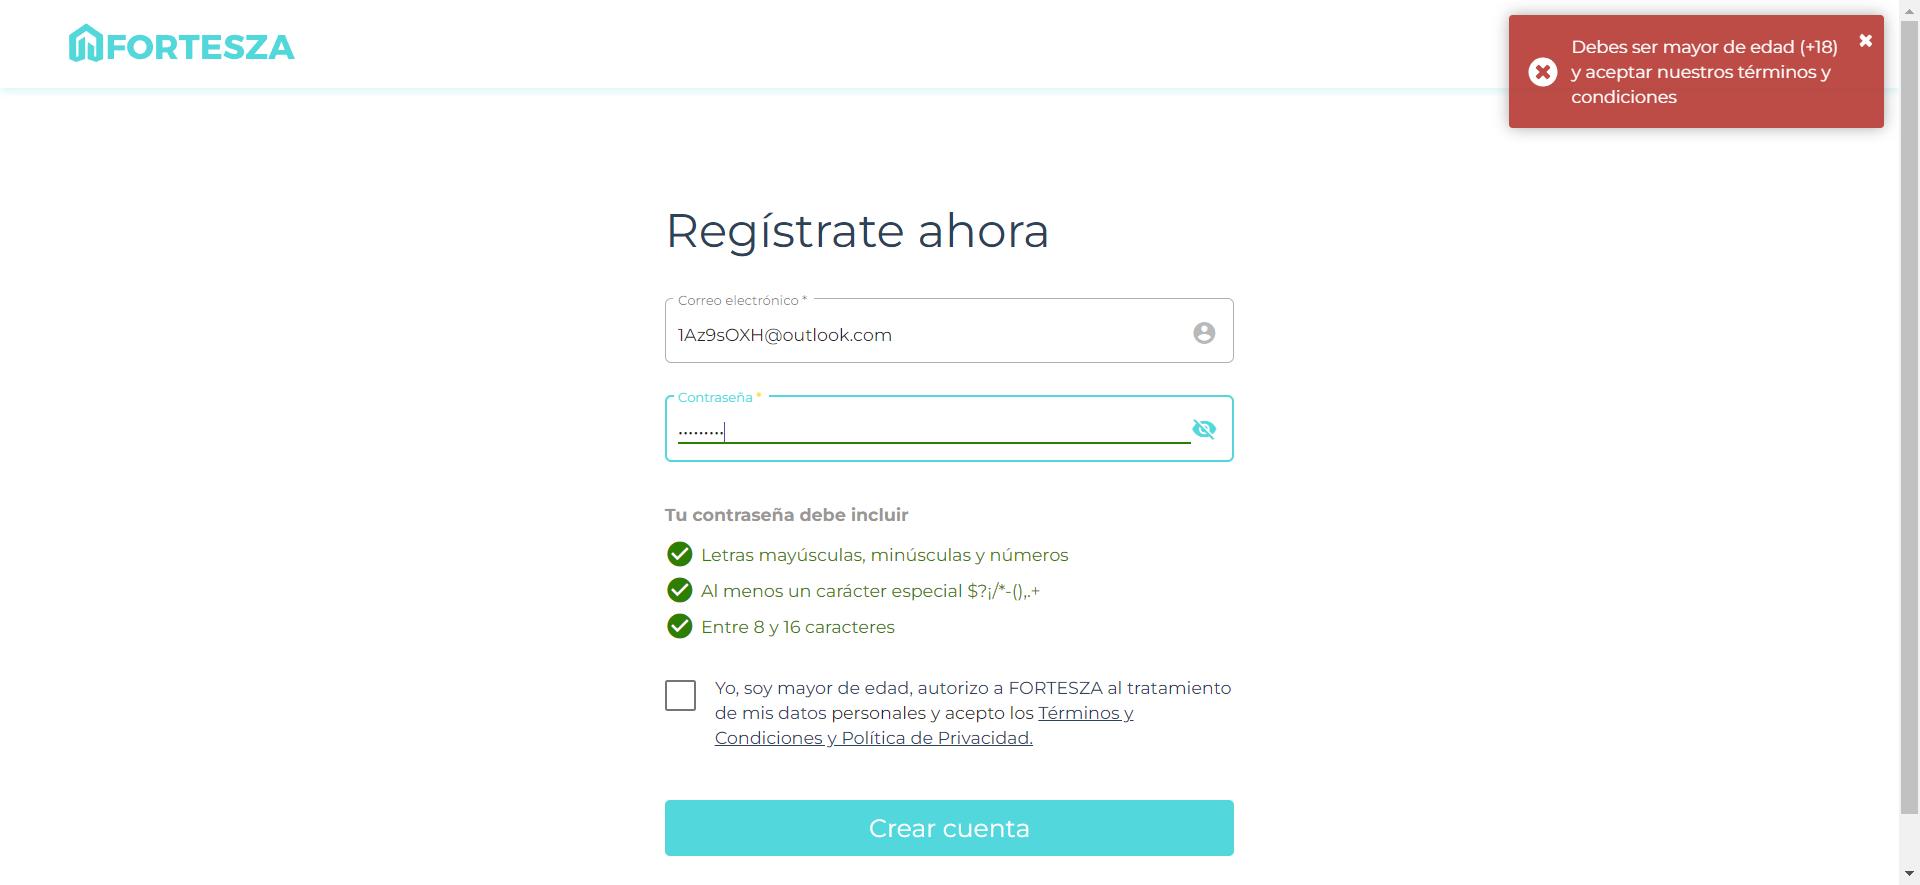 FORTESZA
Debes ser mayor de edad (+18)
y aceptar nuestros términos y
condiciones
Regístrate ahora
Correo electrónico *
1Az9sOXH@outlook.com
Contraseña *
•••••••••
Tu contraseña debe incluir
Letras mayúsculas, minúsculas y números
Al menos un carácter especial $?¡/*-(),.+
Entre 8 y 16 caracteres
Yo, soy mayor de edad, autorizo a FORTESZA al tratamiento
de mis datos personales y acepto los Términos y
Condiciones y Política de Privacidad.
Crear cuenta